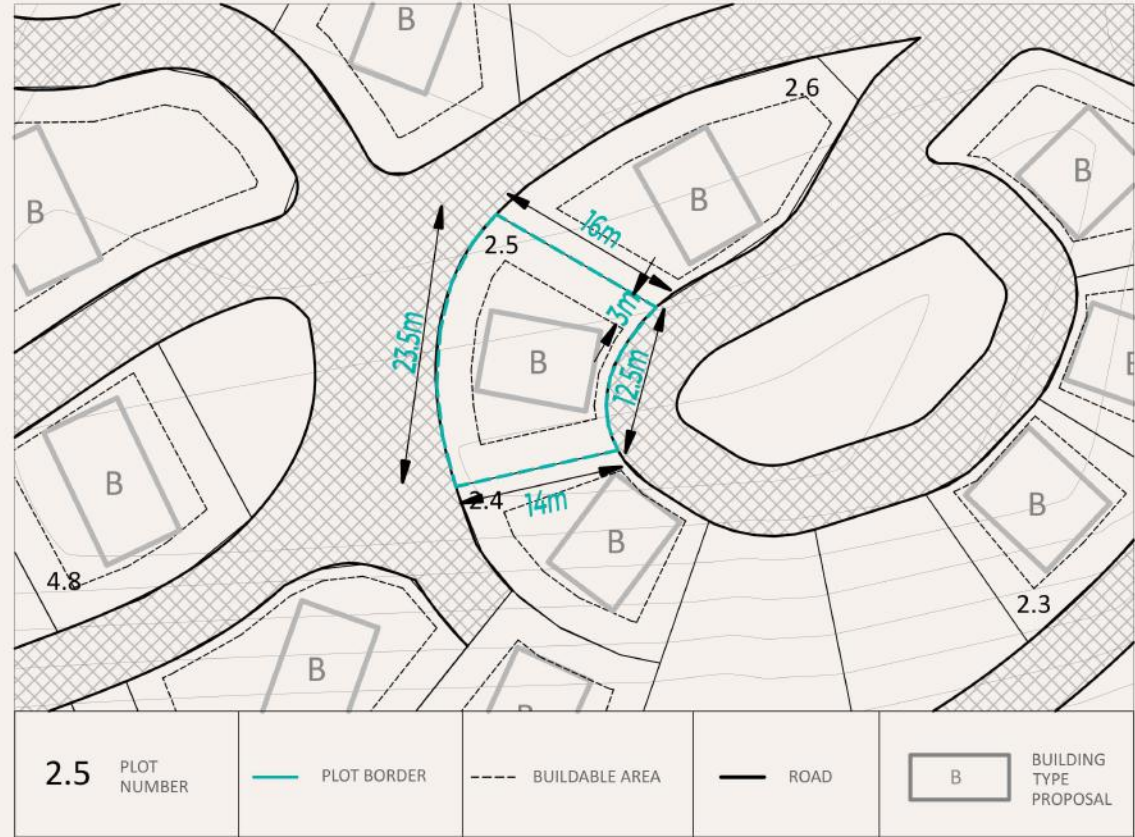 B
2.6
B
B
B
16m
2.5
3m
23.5m
B
12.5m
B
B
2.4
14m
B
B
4.8
2.3
B
B
2.5
PLOT
NUMBER
PLOT BORDER
BUILDABLE AREA
ROAD
B
BUILDING
TYPE
PROPOSAL